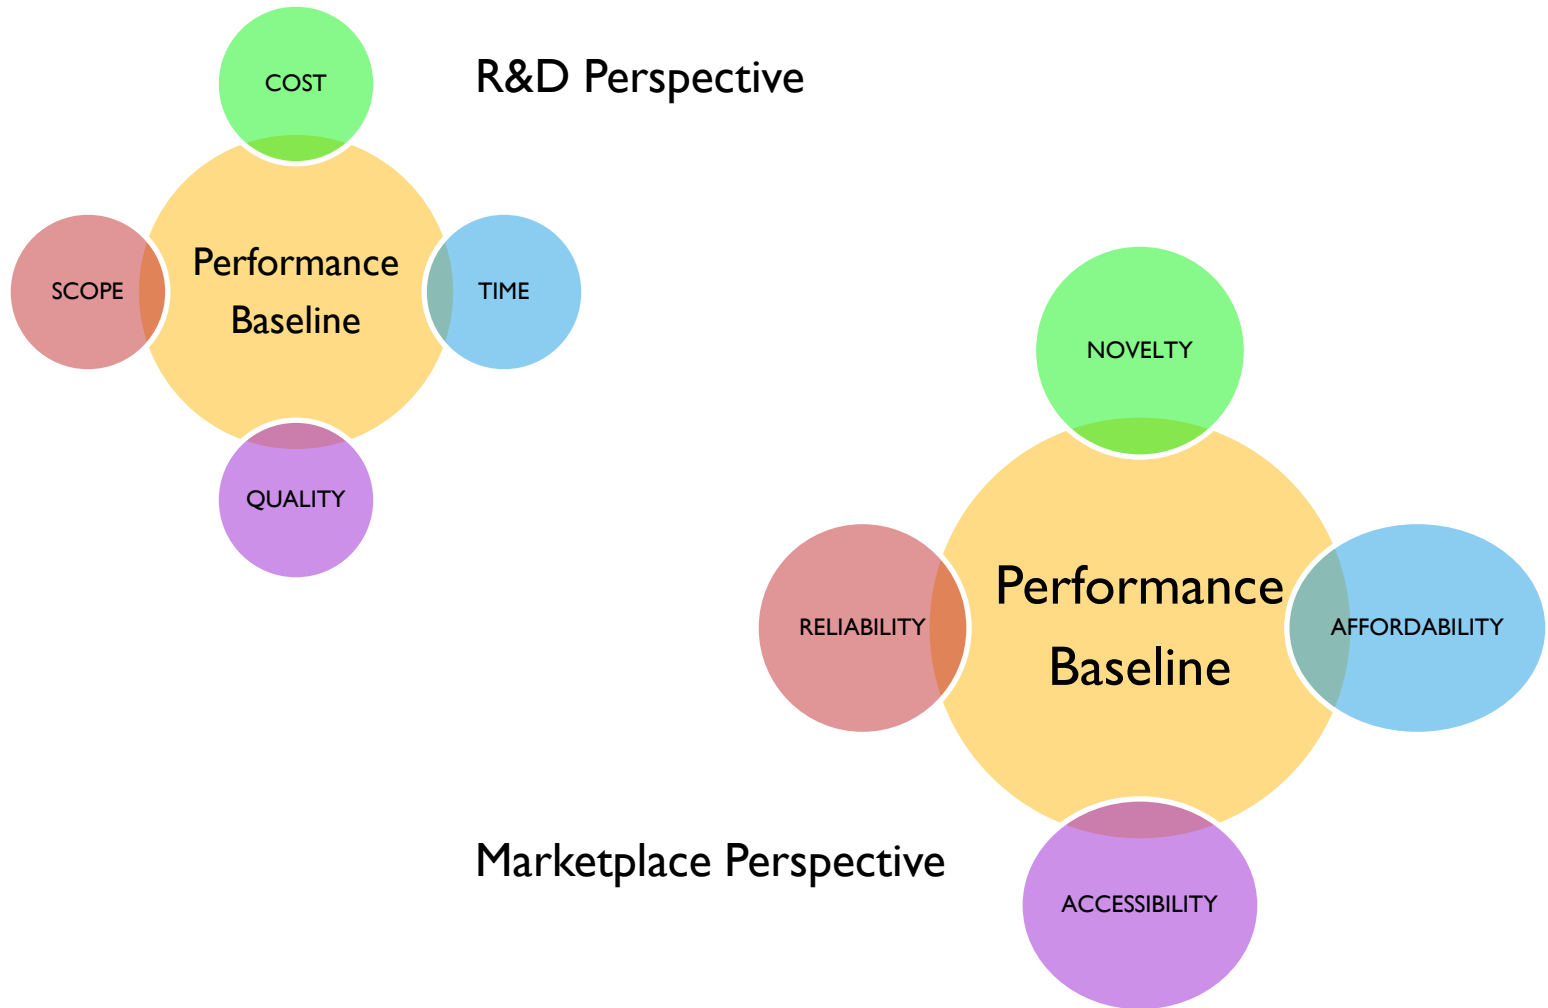 COST
R&D Perspective
SCOPE
Performance
Baseline
TIME
QUALITY
NOVELTY
RELIABILITY
Performance
Baseline
AFFORDABILITY
Marketplace Perspective
ACCESSIBILITY